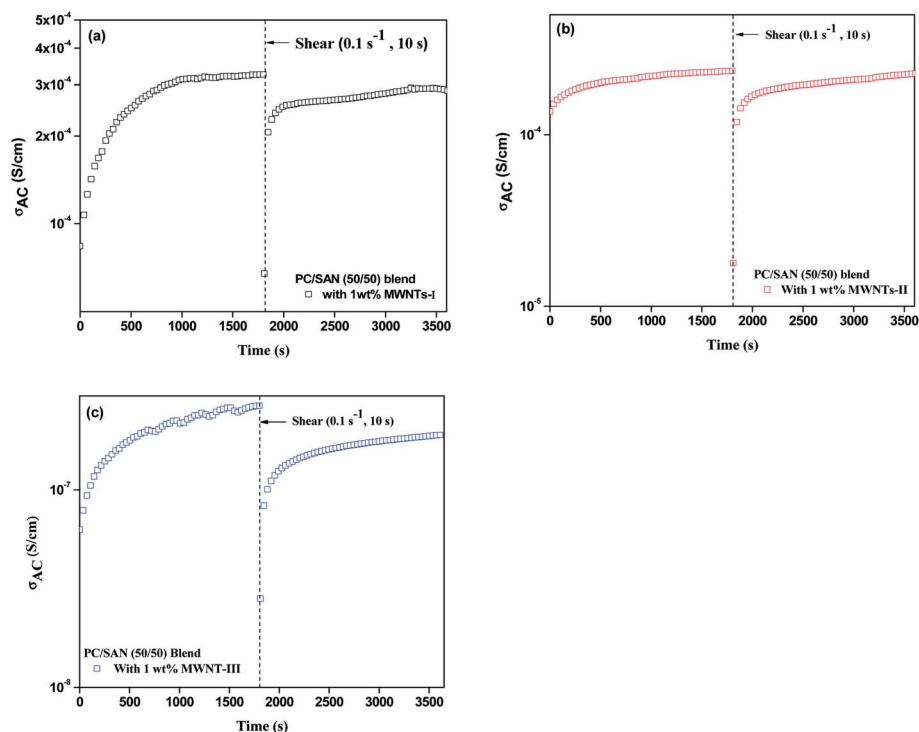 (a)
Shear (0.1 s⁻¹, 10 s)
5x10⁻⁴
4x10⁻⁴
3x10⁻⁴
2x10⁻⁴
10⁻⁴
σAC (S/cm)
PC/SAN (50/50) blend
with 1wt% MWNTs-I
0 500 1000 1500 2000 2500 3000 3500
Time (s)
(b)
Shear (0.1 s⁻¹, 10 s)
10⁻⁴
10⁻⁵
σAC (S/cm)
PC/SAN (50/50) blend
With 1 wt% MWNTs-II
0 500 1000 1500 2000 2500 3000 3500
Time (s)
(c)
Shear (0.1 s⁻¹, 10 s)
10⁻⁷
10⁻⁸
σAC (S/cm)
PC/SAN (50/50) Blend
With 1 wt% MWNT-III
0 500 1000 1500 2000 2500 3000 3500
Time (s)